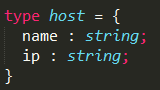 type host = {
  name : string;
  ip : string;
}